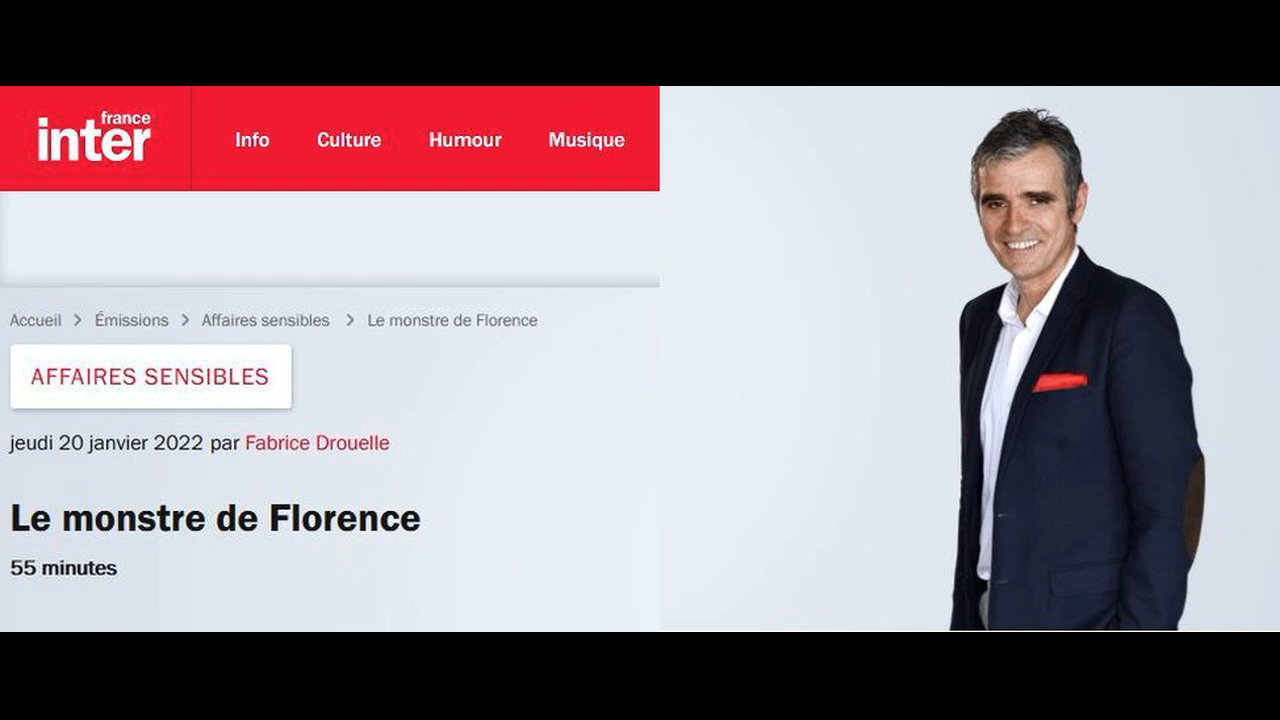 france
inter
Info Culture Humour Musique
Accueil > Émissions > Affaires sensibles > Le monstre de Florence
AFFAIRES SENSIBLES
jeudi 20 janvier 2022 par Fabrice Drouelle
Le monstre de Florence
55 minutes